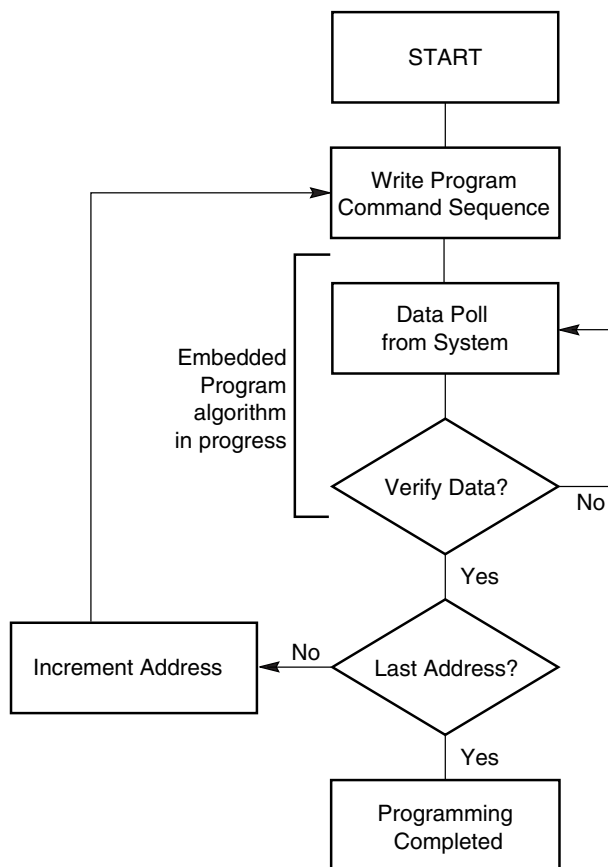 START
Write Program
Command Sequence
Data Poll
from System
Embedded
Program
algorithm
in progress
Verify Data?
No
Yes
No
Increment Address
Last Address?
Yes
Programming
Completed